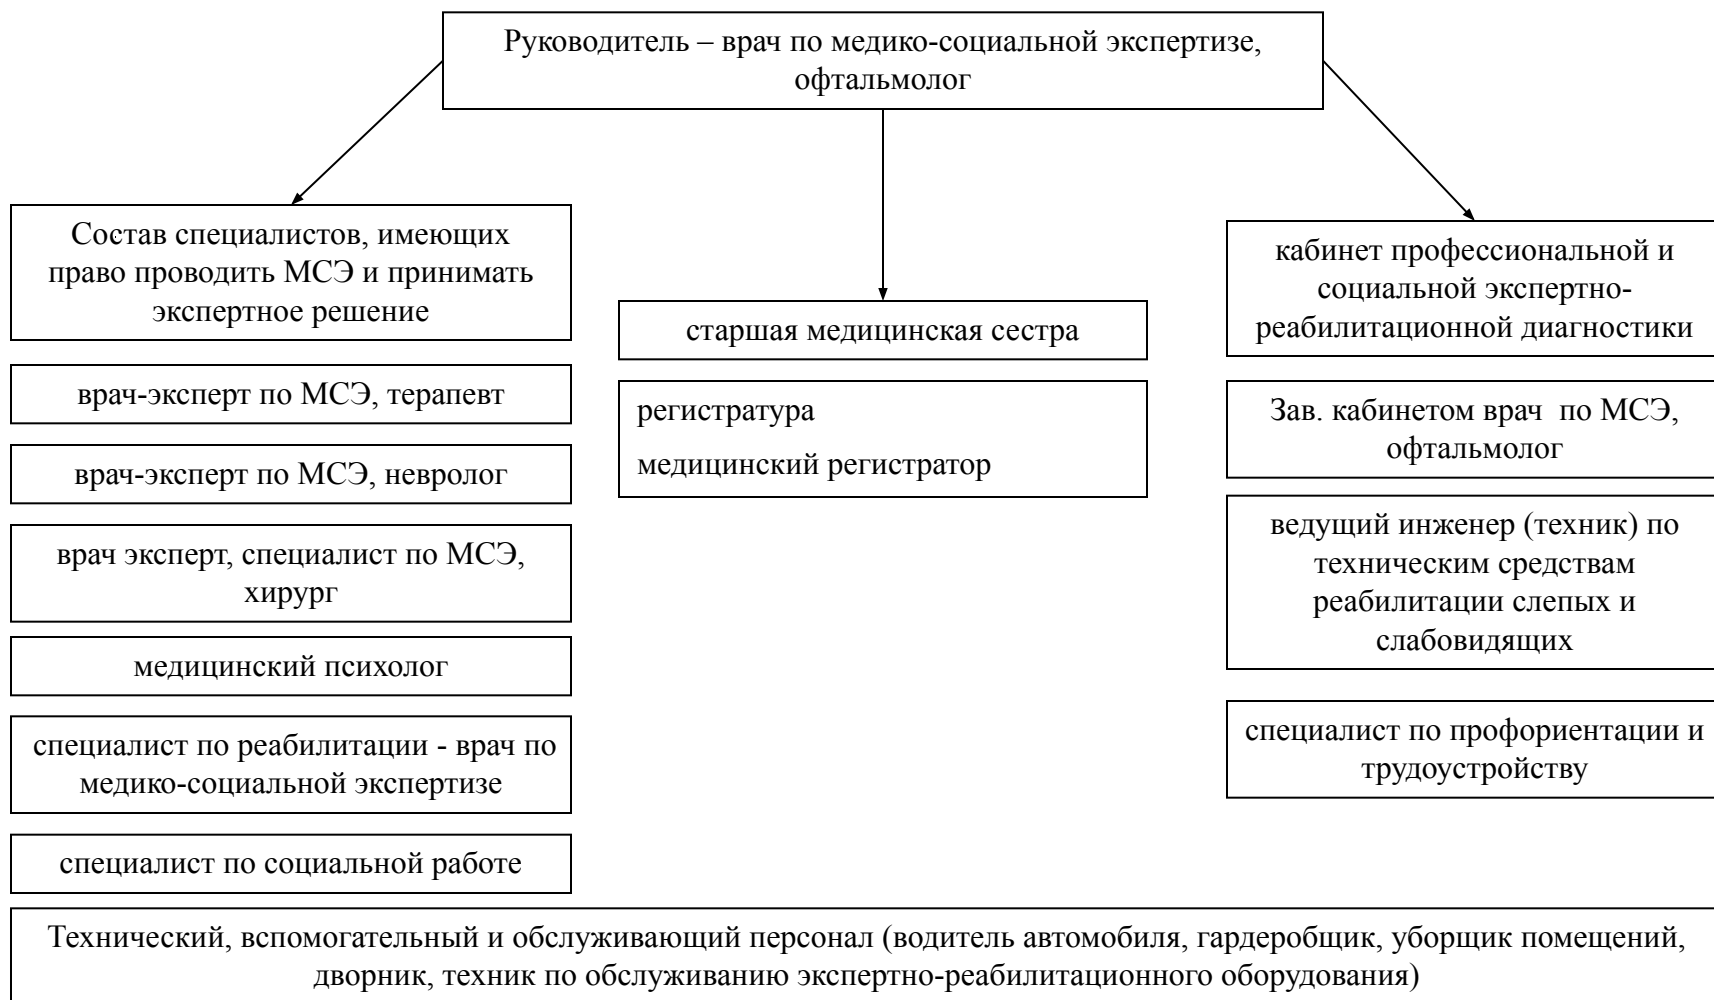 Руководитель – врач по медико-социальной экспертизе,
офтальмолог
Состав специалистов, имеющих
право проводить МСЭ и принимать
экспертное решение
врач-эксперт по МСЭ, терапевт
врач-эксперт по МСЭ, невролог
врач эксперт, специалист по МСЭ,
хирург
медицинский психолог
специалист по реабилитации - врач по
медико-социальной экспертизе
специалист по социальной работе
старшая медицинская сестра
регистратура
медицинский регистратор
кабинет профессиональной и
социальной экспертно-
реабилитационной диагностики
Зав. кабинетом врач по МСЭ,
офтальмолог
ведущий инженер (техник) по
техническим средствам
реабилитации слепых и
слабовидящих
специалист по профориентации и
трудоустройству
Технический, вспомогательный и обслуживающий персонал (водитель автомобиля, гардеробщик, уборщик помещений,
дворник, техник по обслуживанию экспертно-реабилитационного оборудования)